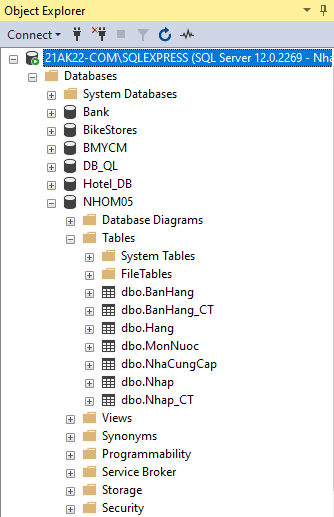 Object Explorer
Connect
21AK22-COM\SQLEXPRESS (SQL Server 12.0.2269 - Nha
Databases
System Databases
Bank
BikeStores
BMYCM
DB_QL
Hotel_DB
NHOM05
Database Diagrams
Tables
System Tables
FileTables
dbo.BanHang
dbo.BanHang_CT
dbo.Hang
dbo.MonNuoc
dbo.NhaCungCap
dbo.Nhap
dbo.Nhap_CT
Views
Synonyms
Programmability
Service Broker
Storage
Security